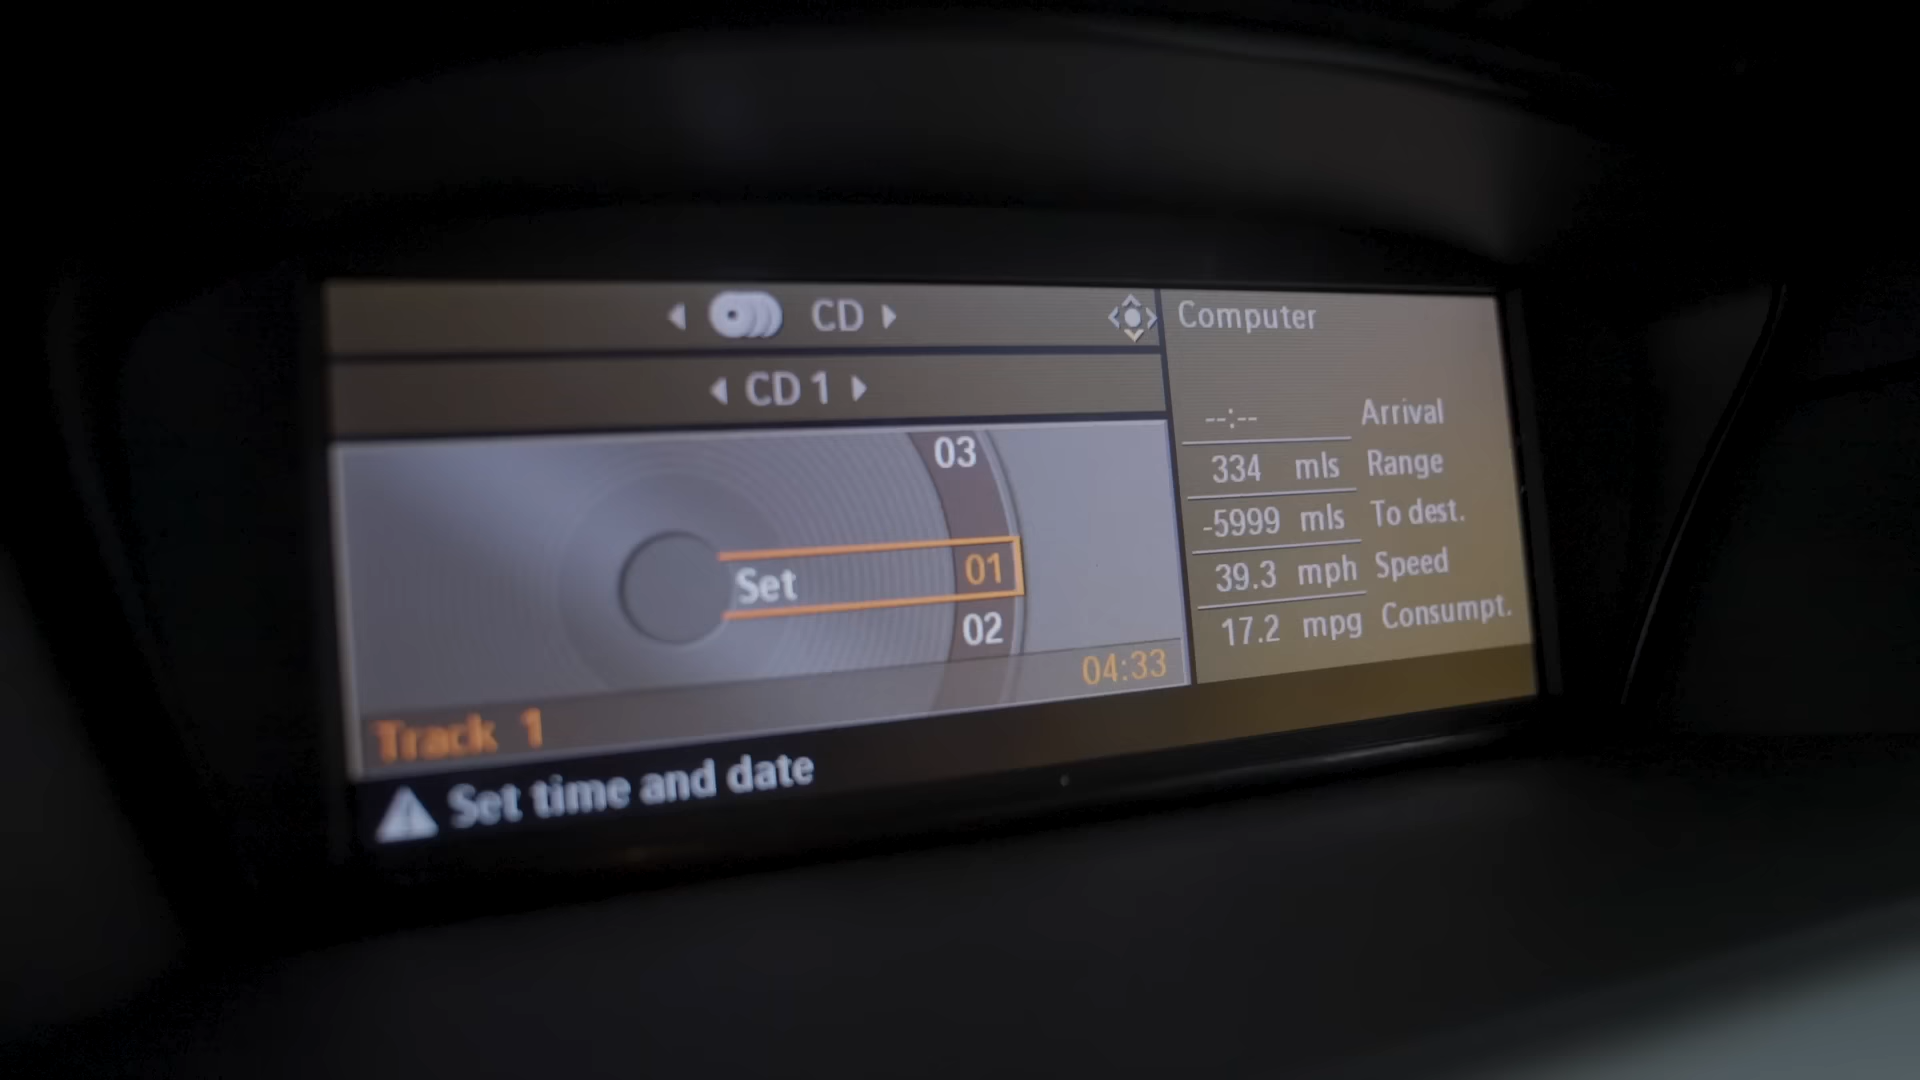 CD
CD 1
03
Set 01
02
04:33
Track 1
Set time and date
Computer
--:-- Arrival
334 mls Range
-5999 mls To dest.
39.3 mph Speed
17.2 mpg Consumpt.